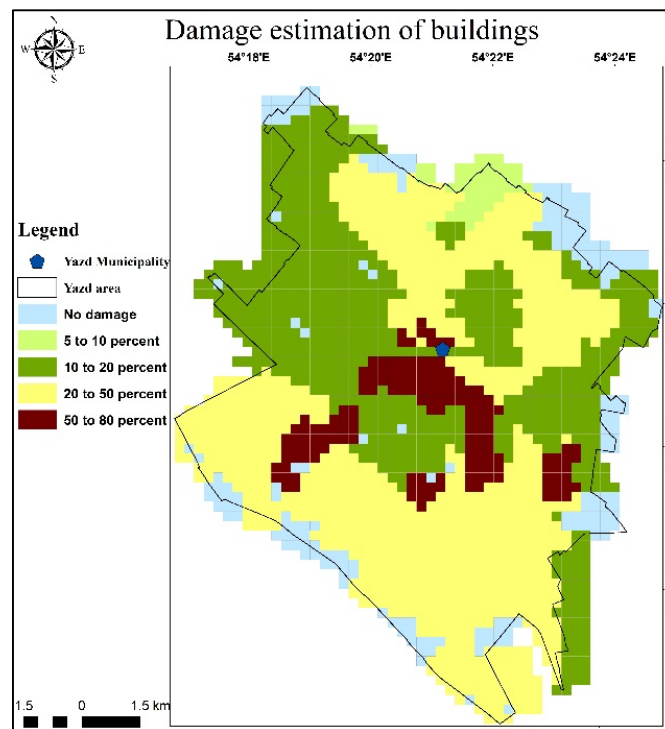 Damage estimation of buildings
N
W E
S
54°18'E 54°20'E 54°22'E 54°24'E
Legend
Yazd Municipality
Yazd area
No damage
5 to 10 percent
10 to 20 percent
20 to 50 percent
50 to 80 percent
1.5 0 1.5 km